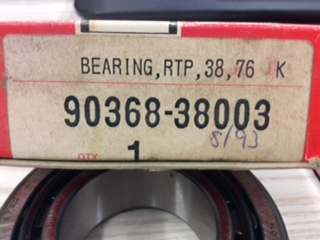 BEARING,RTP,38,76 K
90368-38003
8/93
QTY. 1